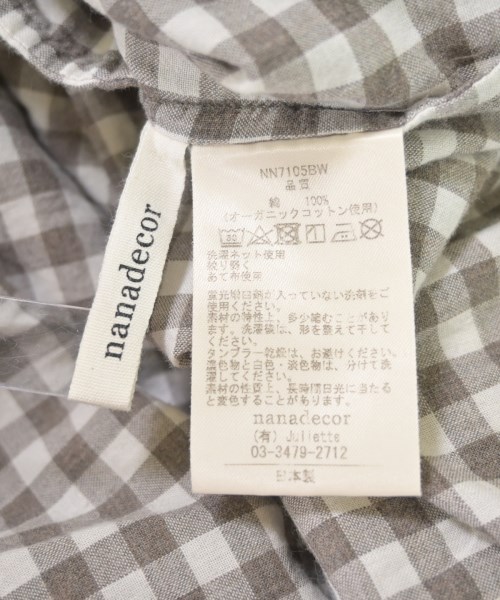 nanadecor
NN7105BW
品質
綿 100%
(オーガニックコットン使用)
洗濯ネット使用
絞り弱く
あて布使用
蛍光増白剤が入っていない洗剤をご
使用ください。
素材の特性上、多少縮むことがあり
ます。洗濯後は、形を整えて干して
ください。
タンブラー乾燥は、お避けください。
濃色物と白色・淡色物は、分けて洗
濯してください。
素材の性質上、長時間日光に当たる
と変色することがあります。
nanadecor
(有) Juliette
03-3479-2712
日本製